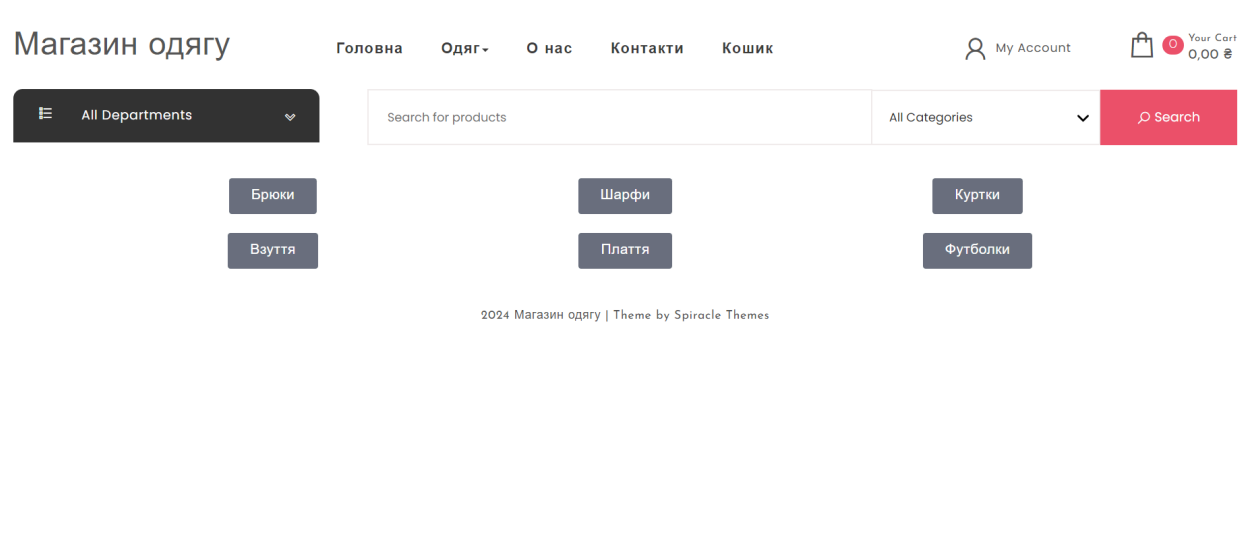 Магазин одягу
Головна Одяг О нас Контакти Кошик
My Account
0
Your Cart
0,00 ₴
All Departments
Search for products
All Categories
Search
Брюки Шарфи Куртки
Взуття Плаття Футболки
2024 Магазин одягу | Theme by Spiracle Themes